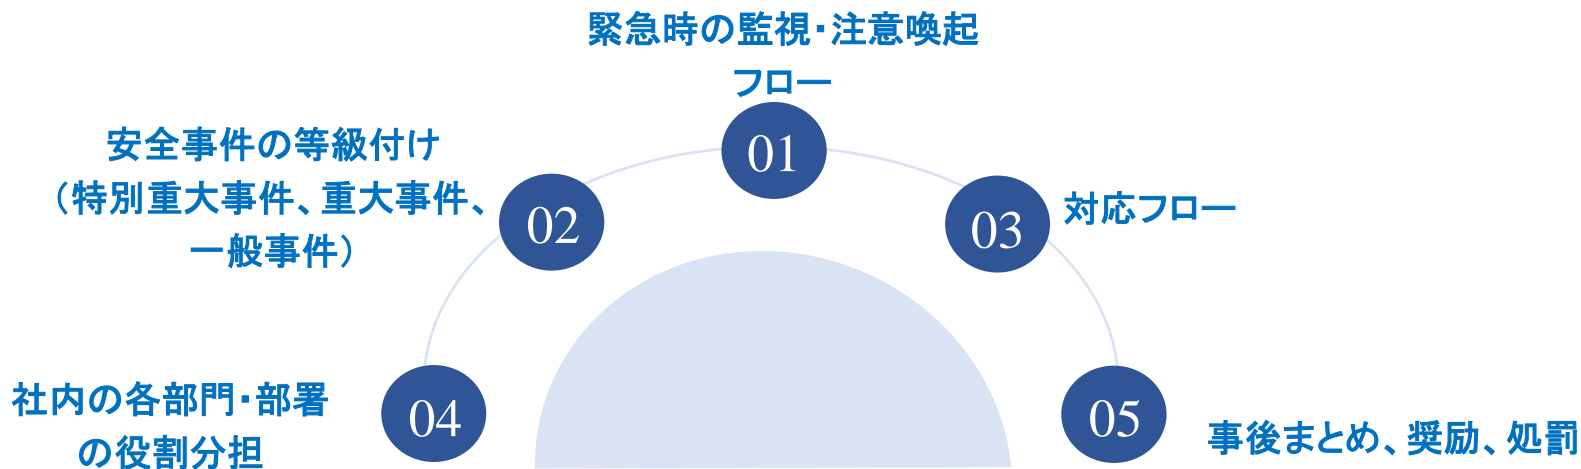 緊急時の監視・注意喚起
フロー
01
安全事件の等級付け
（特別重大事件、重大事件、
一般事件）
02
03
対応フロー
社内の各部門・部署
の役割分担
04
05
事後まとめ、奨励、処罰